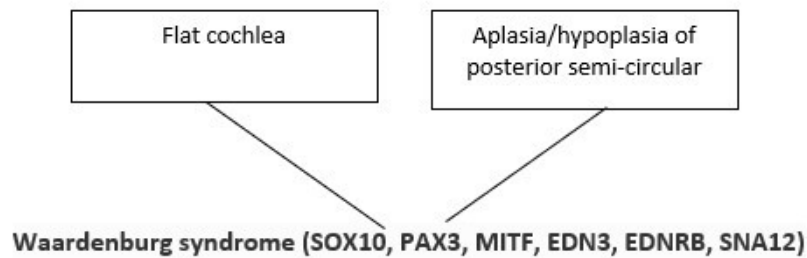 Flat cochlea
Aplasia/hypoplasia of
posterior semi-circular
Waardenburg syndrome (SOX10, PAX3, MITF, EDN3, EDNRB, SNA12)